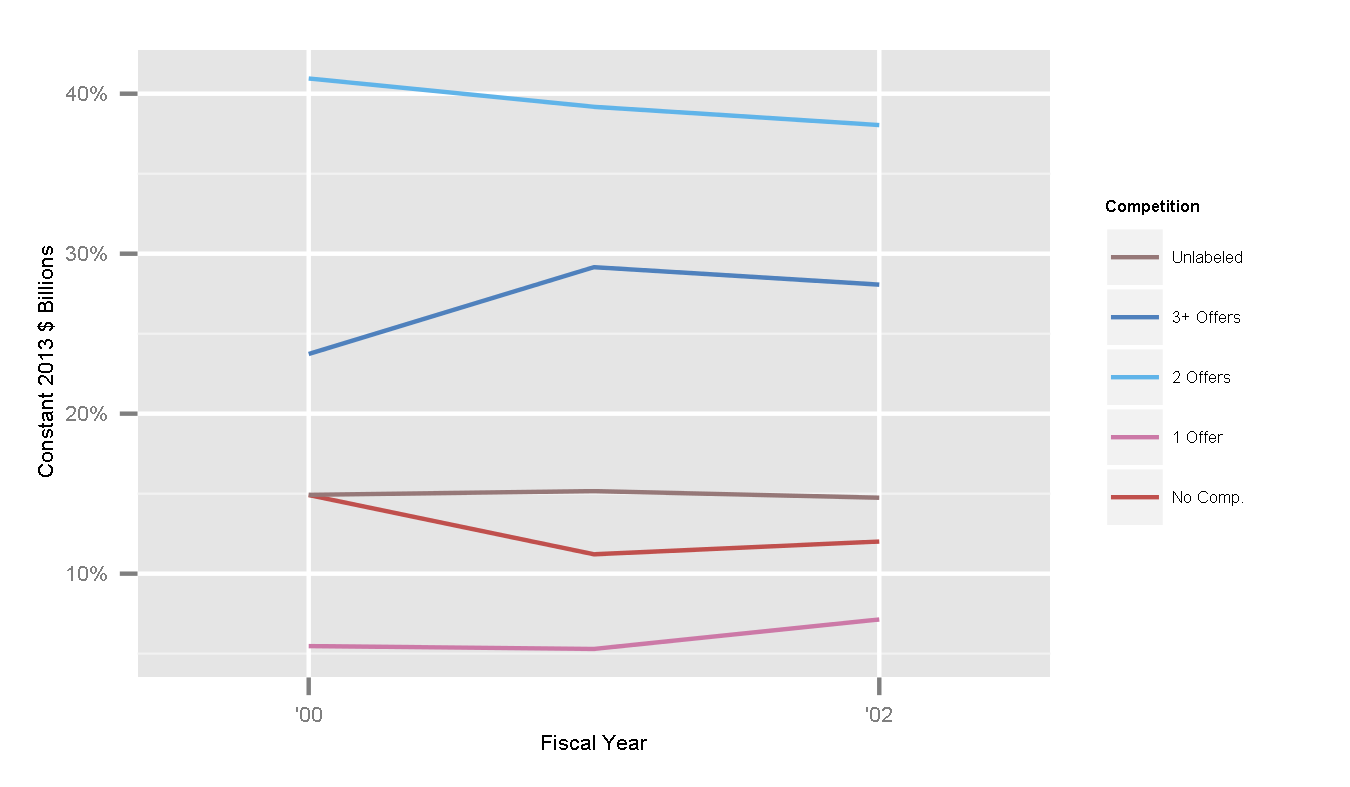 40%
30%
20%
10%
Constant 2013 $ Billions
'00
'02
Fiscal Year
Competition
Unlabeled
3+ Offers
2 Offers
1 Offer
No Comp.